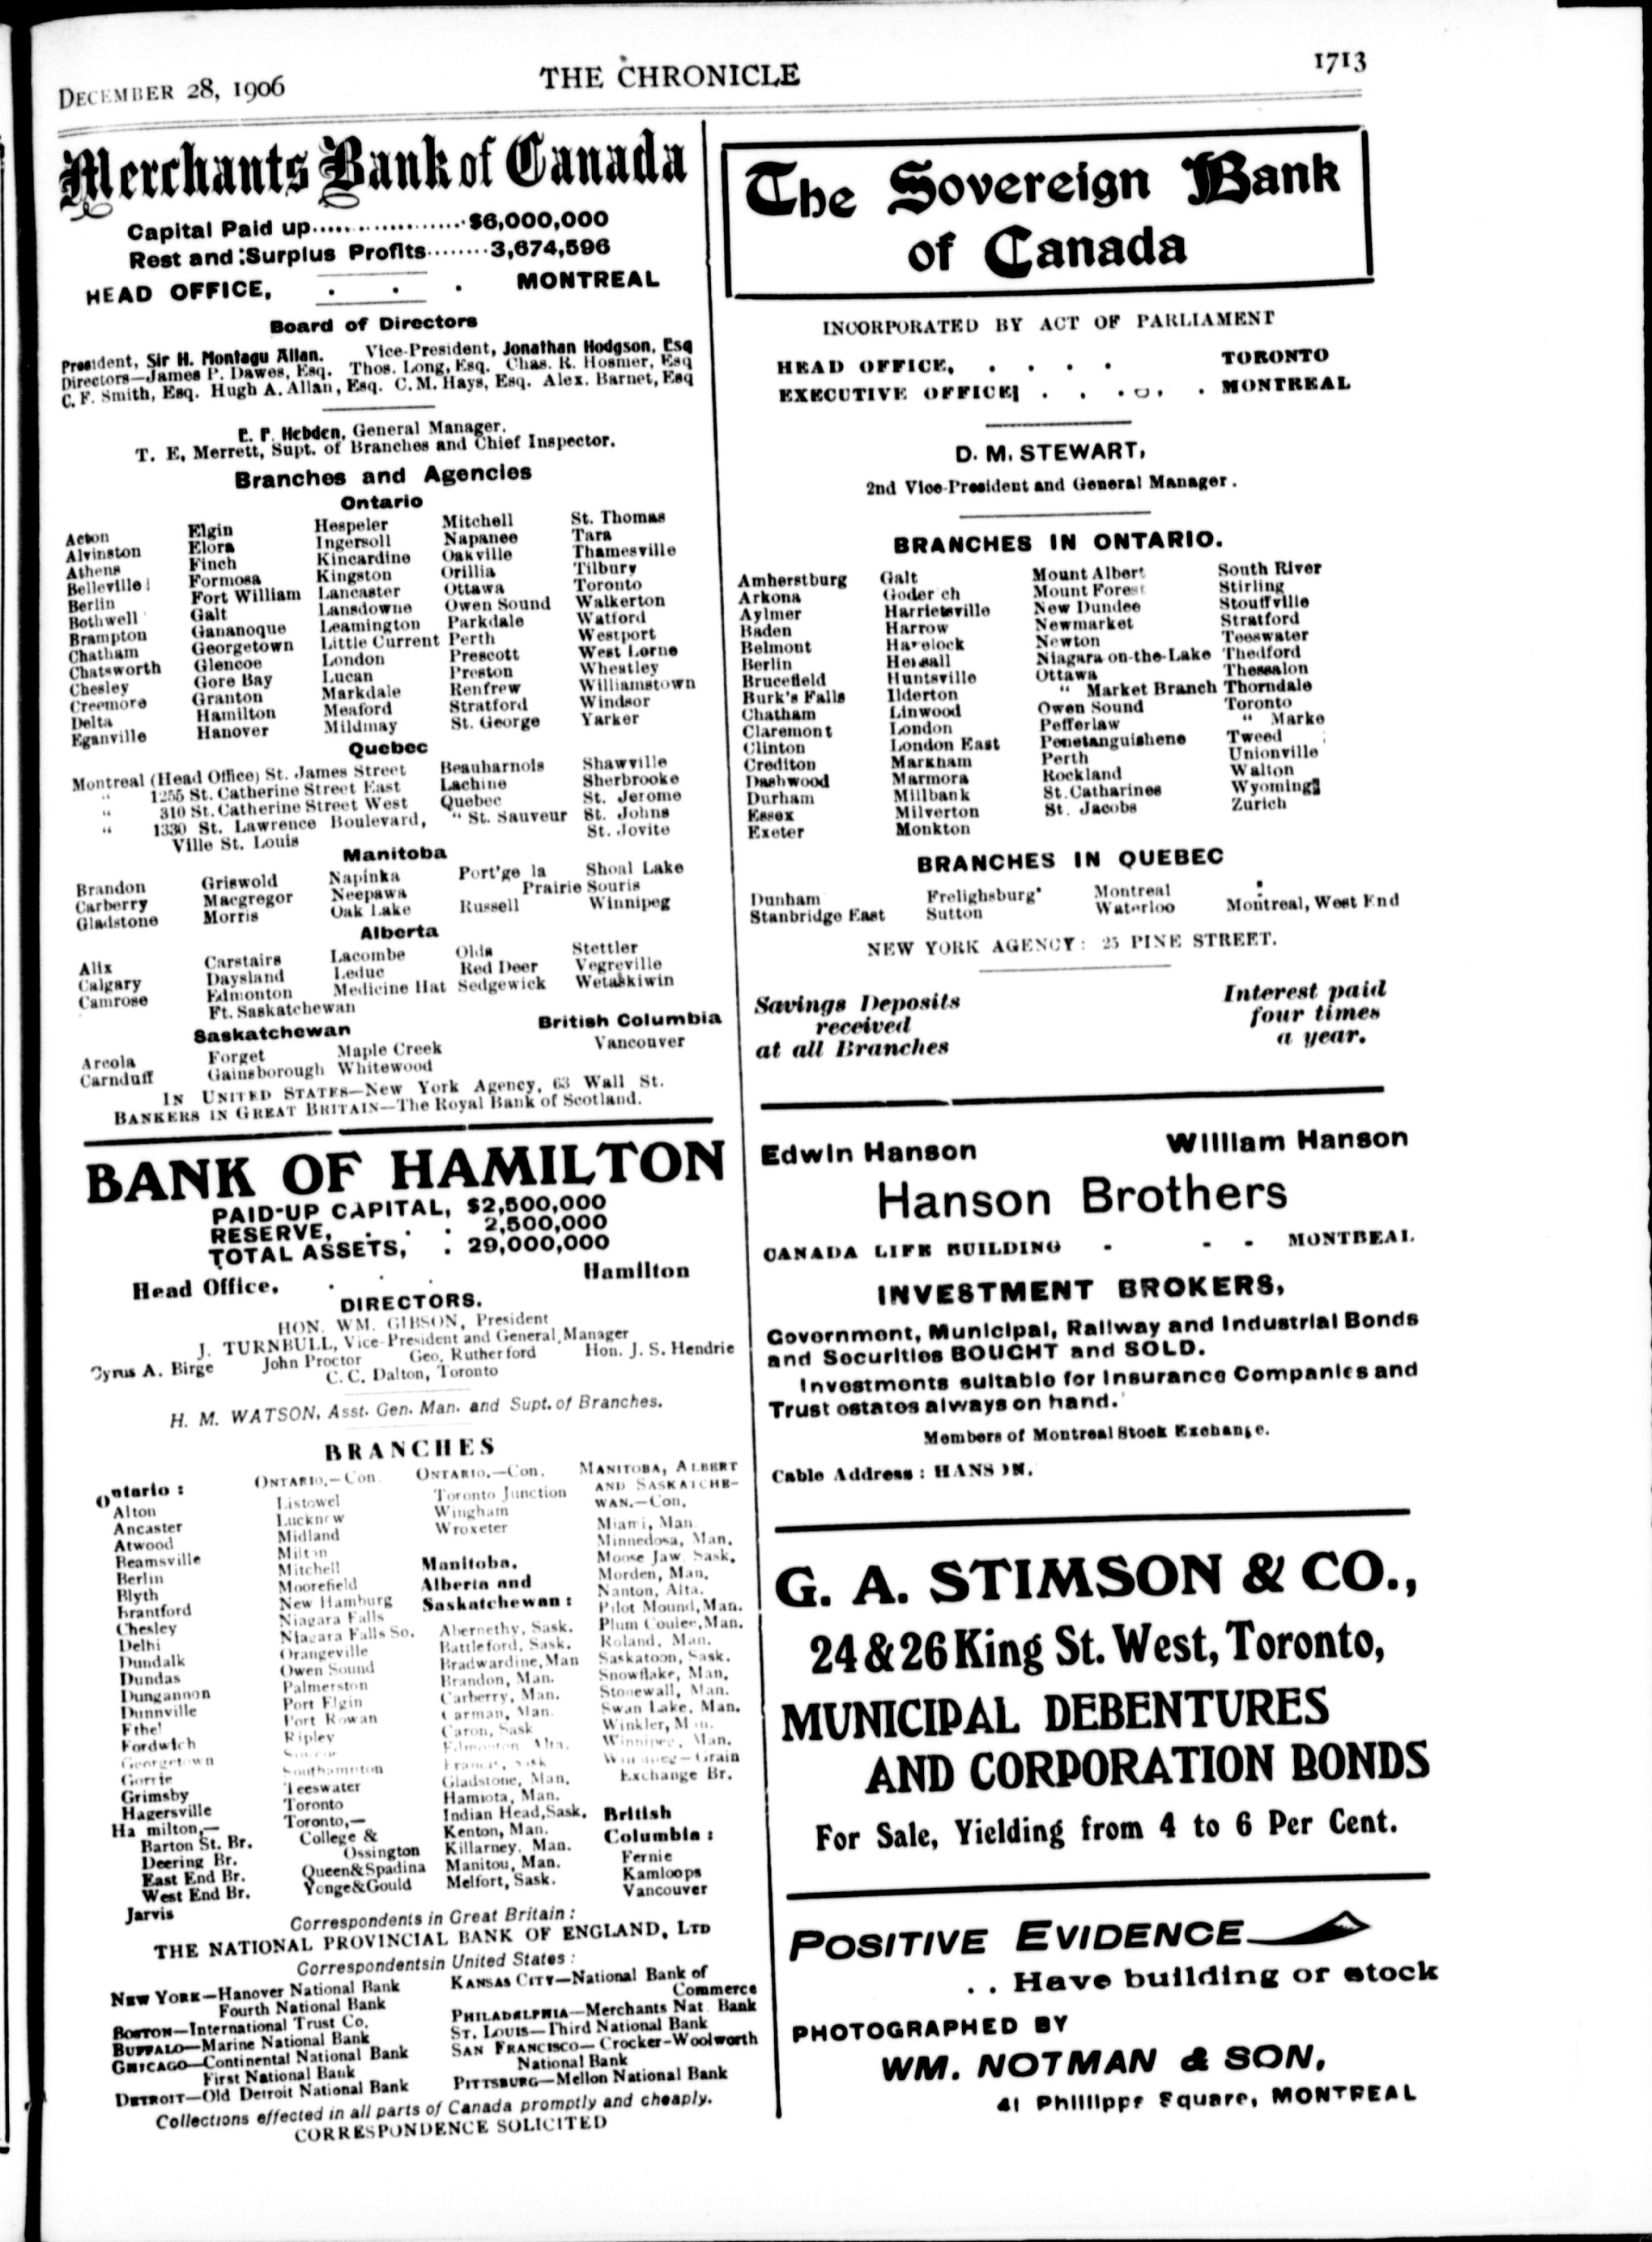 DECEMBER 28, 1906 THE CHRONICLE 1713
Merchants Bank of Canada
Capital Paid up.................$6,000,000
Rest and Surplus Profits........3,674,596
HEAD OFFICE, . . . MONTREAL
Board of Directors
President, Sir H. Montagu Allan. Vice-President, Jonathan Hodgson, Esq
Directors—James P. Dawes, Esq. Thos. Long, Esq. Chas. R. Hosmer, Esq
C. F. Smith, Esq. Hugh A. Allan, Esq. C. M. Hays, Esq. Alex. Barnet, Esq
E. F. Hebden, General Manager.
T. E. Merrett, Supt. of Branches and Chief Inspector.
Branches and Agencies
Ontario
Acton Elgin Hespeler Mitchell St. Thomas
Alvinston Elora Ingersoll Napanee Tara
Athens Finch Kincardine Oakville Thamesville
Belleville Formosa Kingston Orillia Tilbury
Berlin Fort William Lancaster Ottawa Toronto
Bothwell Galt Lansdowne Owen Sound Walkerton
Brampton Gananoque Leamington Parkdale Watford
Chatham Georgetown Little Current Perth Westport
Chatsworth Glencoe London Prescott West Lorne
Chesley Gore Bay Lucan Preston Wheatley
Creemore Granton Markdale Renfrew Williamstown
Delta Hamilton Meaford Stratford Windsor
Eganville Hanover Mildmay St. George Yarker
Quebec
Montreal (Head Office) St. James Street Beauharnois Shawville
" 1255 St. Catherine Street East Lachine Sherbrooke
" 310 St. Catherine Street West Quebec St. Jerome
" 1330 St. Lawrence Boulevard, " St. Sauveur St. Johns
Ville St. Louis St. Jovite
Manitoba
Brandon Griswold Napinka Port'ge la Shoal Lake
Carberry Macgregor Neepawa Prairie Souris
Gladstone Morris Oak Lake Russell Winnipeg
Alberta
Alix Carstairs Lacombe Olds Stettler
Calgary Daysland Leduc Red Deer Vegreville
Camrose Edmonton Medicine Hat Sedgewick Wetaskiwin
Ft. Saskatchewan
Saskatchewan British Columbia
Arcola Forget Maple Creek Vancouver
Carnduff Gainsborough Whitewood
IN UNITED STATES—New York Agency, 63 Wall St.
BANKERS IN GREAT BRITAIN—The Royal Bank of Scotland.
BANK OF HAMILTON
PAID-UP CAPITAL, $2,500,000
RESERVE, . . . 2,500,000
TOTAL ASSETS, . 29,000,000
Head Office, . . . Hamilton
DIRECTORS.
HON. WM. GIBSON, President
J. TURNBULL, Vice-President and General Manager
Cyrus A. Birge John Proctor Geo. Rutherford Hon. J. S. Hendrie
C. C. Dalton, Toronto
H. M. WATSON, Asst. Gen. Man. and Supt. of Branches.
BRANCHES
Ontario :
Alton
Ancaster
Atwood
Beamsville
Berlin
Blyth
Brantford
Chesley
Delhi
Dundalk
Dundas
Dungannon
Dunnville
Ethel
Fordwich
Georgetown
Gorrie
Grimsby
Hagersville
Hamilton,—
Barton St. Br.
Deering Br.
East End Br.
West End Br.
Jarvis
ONTARIO.—Con.
Listowel
Lucknow
Midland
Milton
Mitchell
Moorefield
New Hamburg
Niagara Falls
Niagara Falls So.
Orangeville
Owen Sound
Palmerston
Port Elgin
Port Rowan
Ripley
Southampton
Teeswater
Toronto
Toronto,—
College &
Ossington
Queen&Spadina
Yonge&Gould
ONTARIO.—Con.
Toronto Junction
Wingham
Wroxeter
Manitoba,
Alberta and
Saskatchewan :
Abernethy, Sask.
Battleford, Sask.
Bradwardine, Man
Brandon, Man.
Carberry, Man.
Carman, Man.
Caron, Sask
Edmonton Alta.
Francis, Sask
Gladstone, Man.
Hamiota, Man.
Indian Head, Sask.
Kenton, Man.
Killarney, Man.
Manitou, Man.
Melfort, Sask.
MANITOBA, ALBERT
AND SASKATCHE-
WAN.—Con.
Miami, Man.
Minnedosa, Man.
Moose Jaw Sask.
Morden, Man.
Nanton, Alta.
Pilot Mound, Man.
Plum Coulee, Man.
Roland, Man.
Saskatoon, Sask.
Snowflake, Man.
Stonewall, Man.
Swan Lake, Man.
Winkler, Man.
Winnipeg, Man.
Winnipeg—Grain
Exchange Br.
British
Columbia :
Fernie
Kamloops
Vancouver
Correspondents in Great Britain :
THE NATIONAL PROVINCIAL BANK OF ENGLAND, LTD
Correspondentsin United States :
NEW YORK—Hanover National Bank
Fourth National Bank
BOSTON—International Trust Co.
BUFFALO—Marine National Bank
CHICAGO—Continental National Bank
First National Bank
DETROIT—Old Detroit National Bank
KANSAS CITY—National Bank of
Commerce
PHILADELPHIA—Merchants Nat. Bank
ST. LOUIS—Third National Bank
SAN FRANCISCO—Crocker-Woolworth
National Bank
PITTSBURG—Mellon National Bank
Collections effected in all parts of Canada promptly and cheaply.
CORRESPONDENCE SOLICITED
The Sovereign Bank
of Canada
INCORPORATED BY ACT OF PARLIAMENT
HEAD OFFICE, . . . . TORONTO
EXECUTIVE OFFICE . . . . . MONTREAL
D. M. STEWART,
2nd Vice-President and General Manager.
BRANCHES IN ONTARIO.
Amherstburg
Arkona
Aylmer
Baden
Belmont
Berlin
Brucefield
Burk's Falls
Chatham
Claremont
Clinton
Crediton
Dashwood
Durham
Essex
Exeter
Galt
Goderich
Harrietsville
Harrow
Havelock
Hensall
Huntsville
Ilderton
Linwood
London
London East
Markham
Marmora
Millbank
Milverton
Monkton
Mount Albert
Mount Forest
New Dundee
Newmarket
Newton
Niagara-on-the-Lake
Ottawa
" Market Branch
Owen Sound
Pefferlaw
Penetanguishene
Perth
Rockland
St. Catharines
St. Jacobs
South River
Stirling
Stouffville
Stratford
Teeswater
Thedford
Thessalon
Thorndale
Toronto
" Marke
Tweed
Unionville
Walton
Wyoming
Zurich
BRANCHES IN QUEBEC
Dunham Frelighsburg Montreal
Stanbridge East Sutton Waterloo Montreal, West End
NEW YORK AGENCY: 25 PINE STREET.
Savings Deposits
received
at all Branches
Interest paid
four times
a year.
Edwin Hanson William Hanson
Hanson Brothers
CANADA LIFE BUILDING - - - MONTREAL
INVESTMENT BROKERS,
Government, Municipal, Railway and Industrial Bonds
and Securities BOUGHT and SOLD.
Investments suitable for Insurance Companies and
Trust estates always on hand.
Members of Montreal Stock Exchange.
Cable Address : HANSON.
G. A. STIMSON & CO.,
24 & 26 King St. West, Toronto,
MUNICIPAL DEBENTURES
AND CORPORATION BONDS
For Sale, Yielding from 4 to 6 Per Cent.
POSITIVE EVIDENCE
. . Have building or stock
PHOTOGRAPHED BY
WM. NOTMAN & SON,
41 Phillips Square, MONTREAL